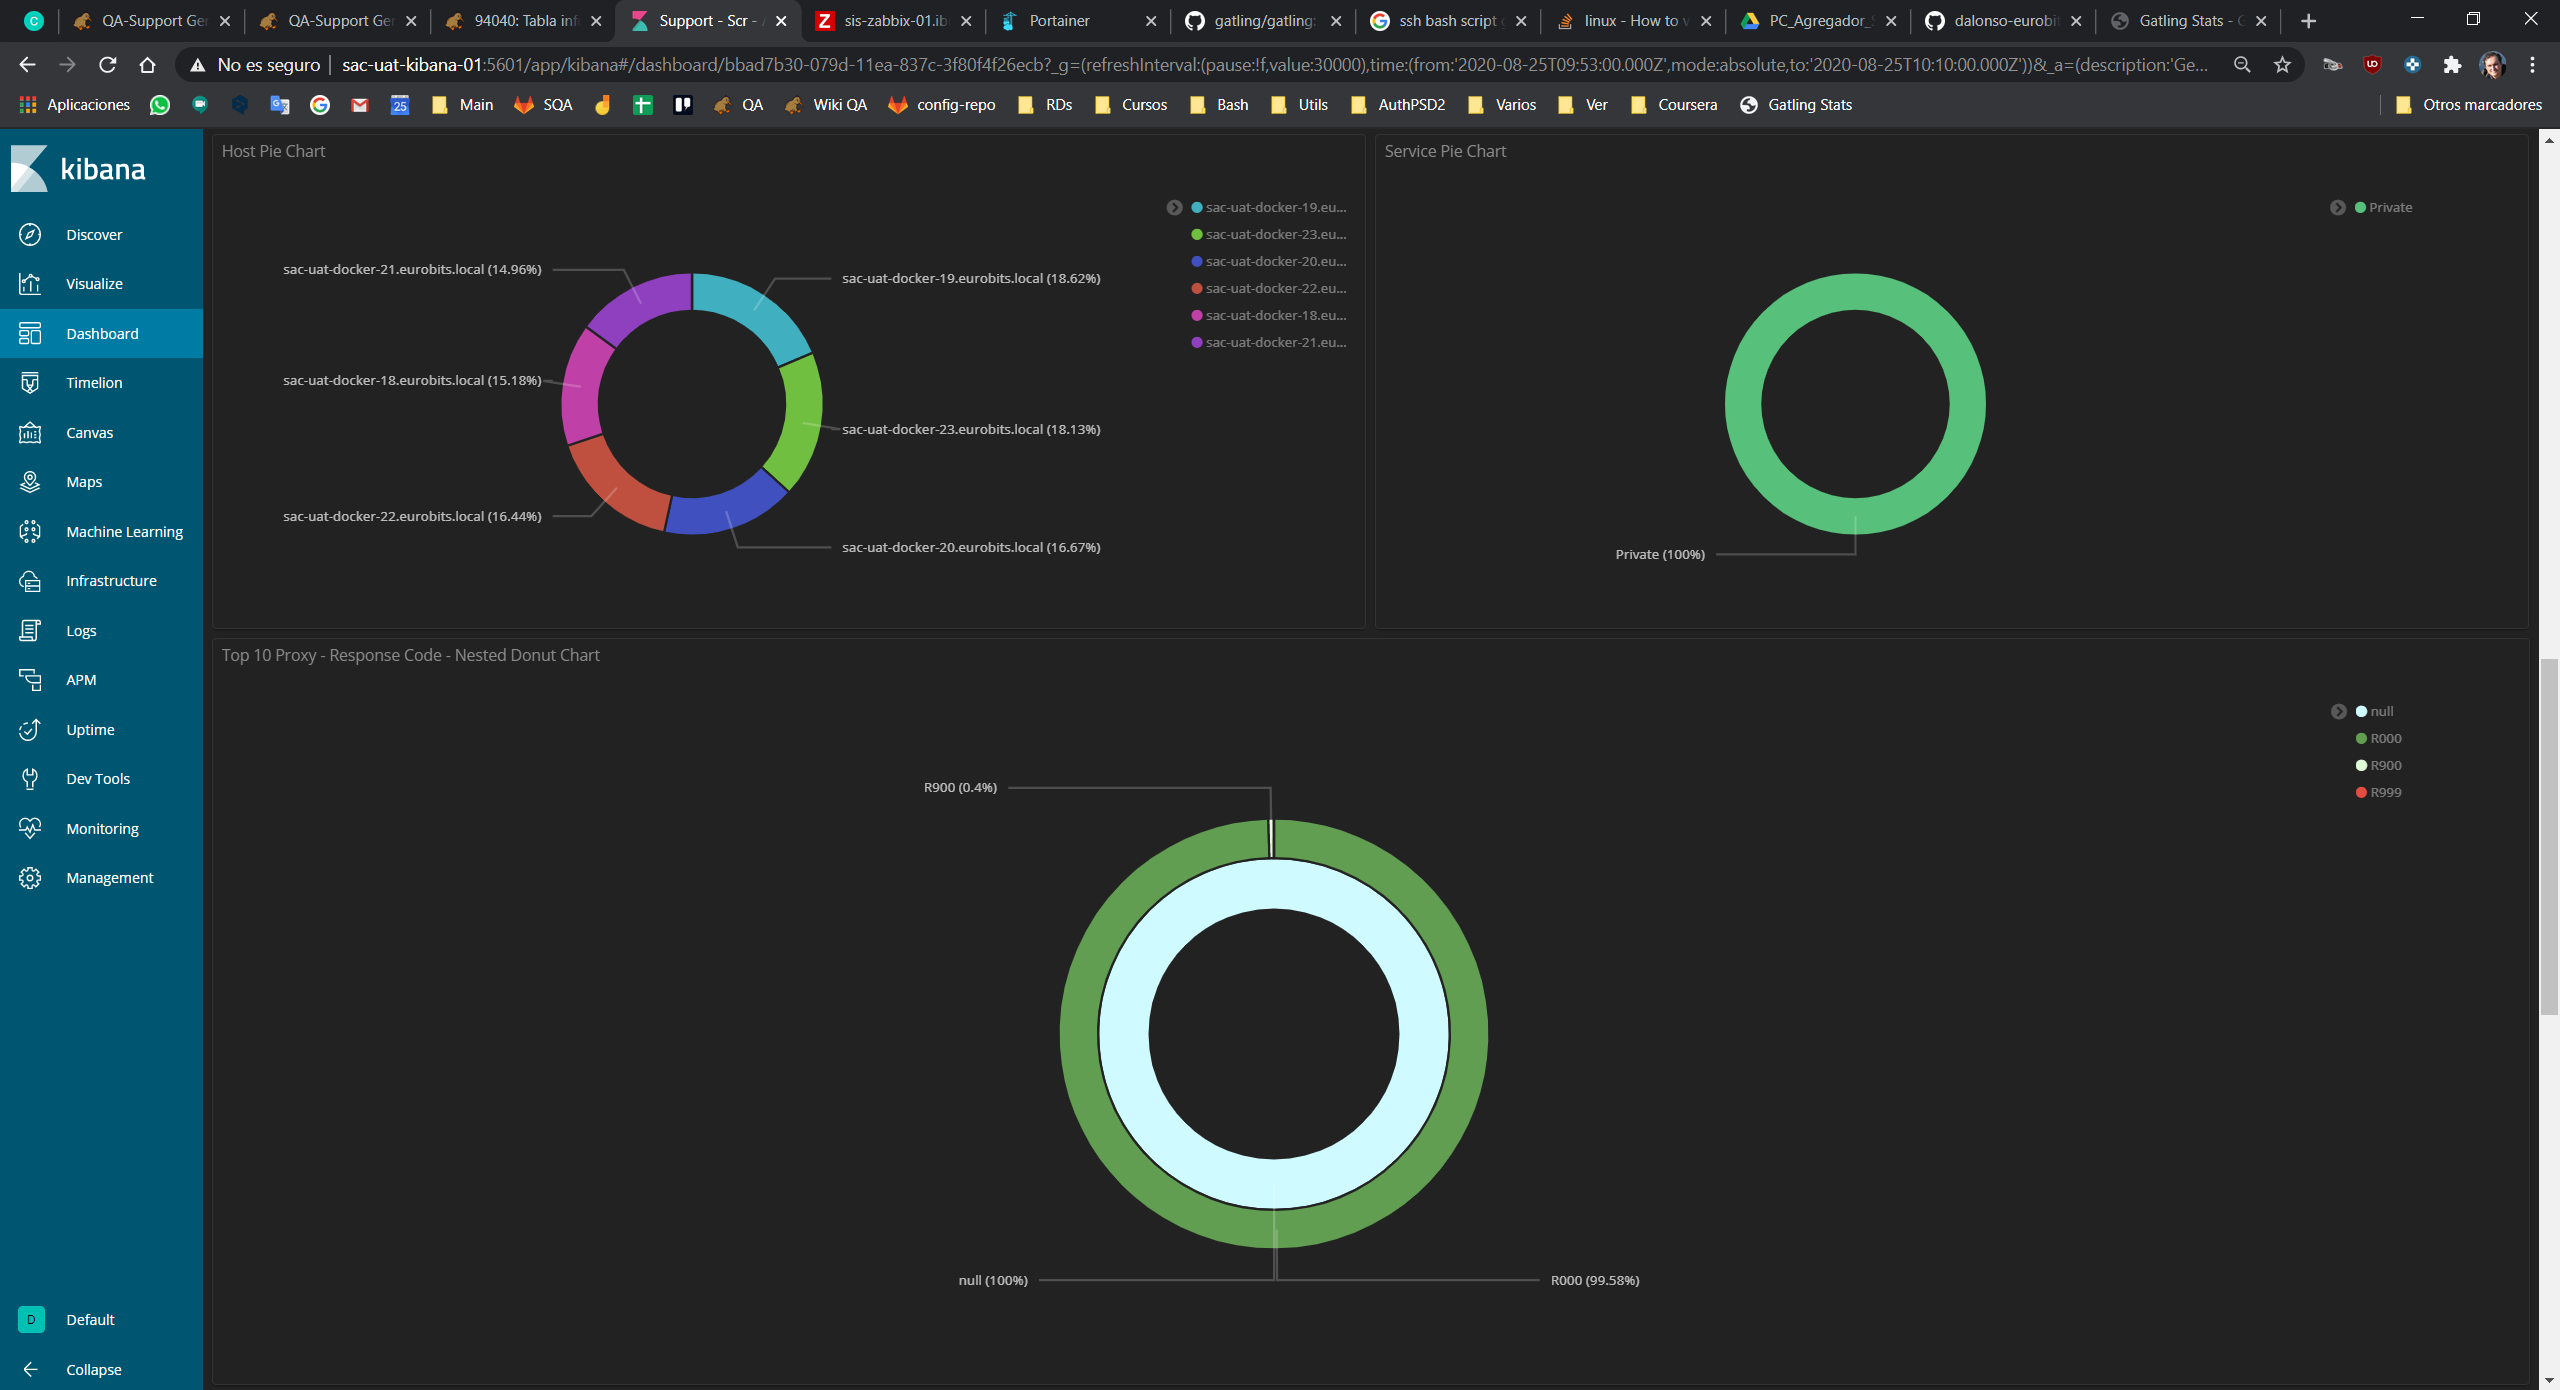 QA-Support Ge
QA-Support Ge
94040: Tabla inf
Support - Scr -
sis-zabbix-01.ib
Portainer
gatling/gatling
ssh bash script
linux - How to
PC_Agregador_
dalonso-eurobit
Gatling Stats -
No es seguro
sac-uat-kibana-01:5601/app/kibana#/dashboard/bbad7b30-079d-11ea-837c-3f80f4f26ecb?_g=(refreshInterval:(pause:!f,value:30000),time:(from:'2020-08-25T09:53:00.000Z',mode:absolute,to:'2020-08-25T10:10:00.000Z'))&_a=(description:'Ge...
Aplicaciones
25
Main
SQA
QA
Wiki QA
config-repo
RDs
Cursos
Bash
Utils
AuthPSD2
Varios
Ver
Coursera
Gatling Stats
Otros marcadores
kibana
Discover
Visualize
Dashboard
Timelion
Canvas
Maps
Machine Learning
Infrastructure
Logs
APM
Uptime
Dev Tools
Monitoring
Management
D
Default
Collapse
Host Pie Chart
sac-uat-docker-21.eurobits.local (14.96%)
sac-uat-docker-19.eurobits.local (18.62%)
sac-uat-docker-18.eurobits.local (15.18%)
sac-uat-docker-23.eurobits.local (18.13%)
sac-uat-docker-22.eurobits.local (16.44%)
sac-uat-docker-20.eurobits.local (16.67%)
sac-uat-docker-19.eu...
sac-uat-docker-23.eu...
sac-uat-docker-20.eu...
sac-uat-docker-22.eu...
sac-uat-docker-18.eu...
sac-uat-docker-21.eu...
Service Pie Chart
Private
Private (100%)
Top 10 Proxy - Response Code - Nested Donut Chart
null
R000
R900
R999
R900 (0.4%)
null (100%)
R000 (99.58%)